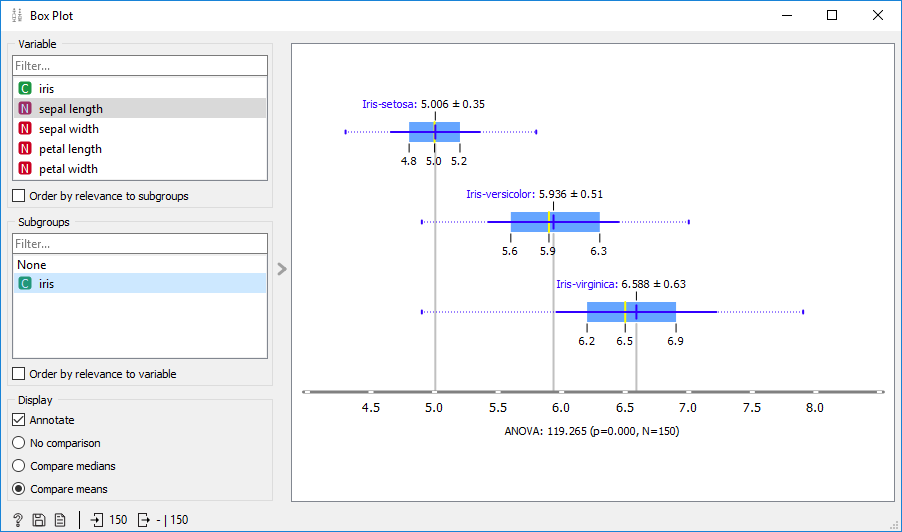 Box Plot
Variable
Filter...
C iris
N sepal length
N sepal width
N petal length
N petal width
Order by relevance to subgroups
Subgroups
Filter...
None
C iris
Order by relevance to variable
Display
Annotate
No comparison
Compare medians
Compare means
? 150 - | 150
Iris-setosa: 5.006 ± 0.35
4.8 5.0 5.2
Iris-versicolor: 5.936 ± 0.51
5.6 5.9 6.3
Iris-virginica: 6.588 ± 0.63
6.2 6.5 6.9
4.5 5.0 5.5 6.0 6.5 7.0 7.5 8.0
ANOVA: 119.265 (p=0.000, N=150)